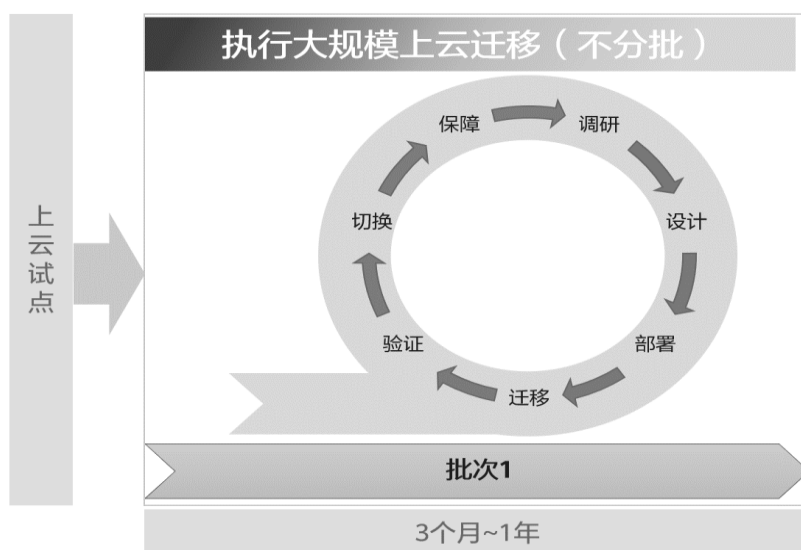 执行大规模上云迁移（不分批）
上云试点
保障
调研
切换
设计
验证
部署
迁移
批次1
3个月~1年